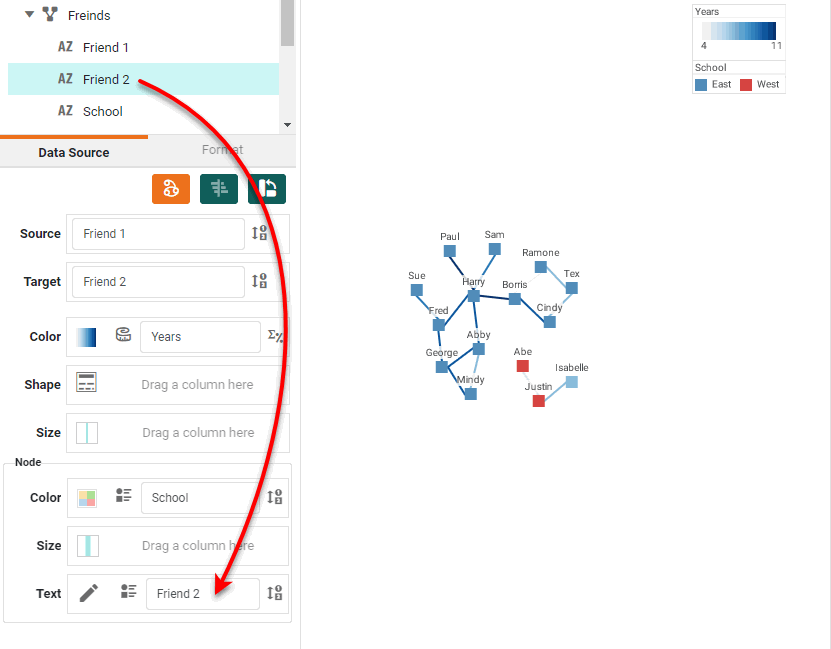 Freinds
AZ Friend 1
AZ Friend 2
AZ School
Data Source Format
Source Friend 1
Target Friend 2
Color Years
Shape Drag a column here
Size Drag a column here
Node
Color School
Size Drag a column here
Text Friend 2
Years
4 11
School
East West
Paul Sam
Ramone
Sue Harry Borris Tex
Fred Cindy
Abby
George Abe
Mindy Justin Isabelle